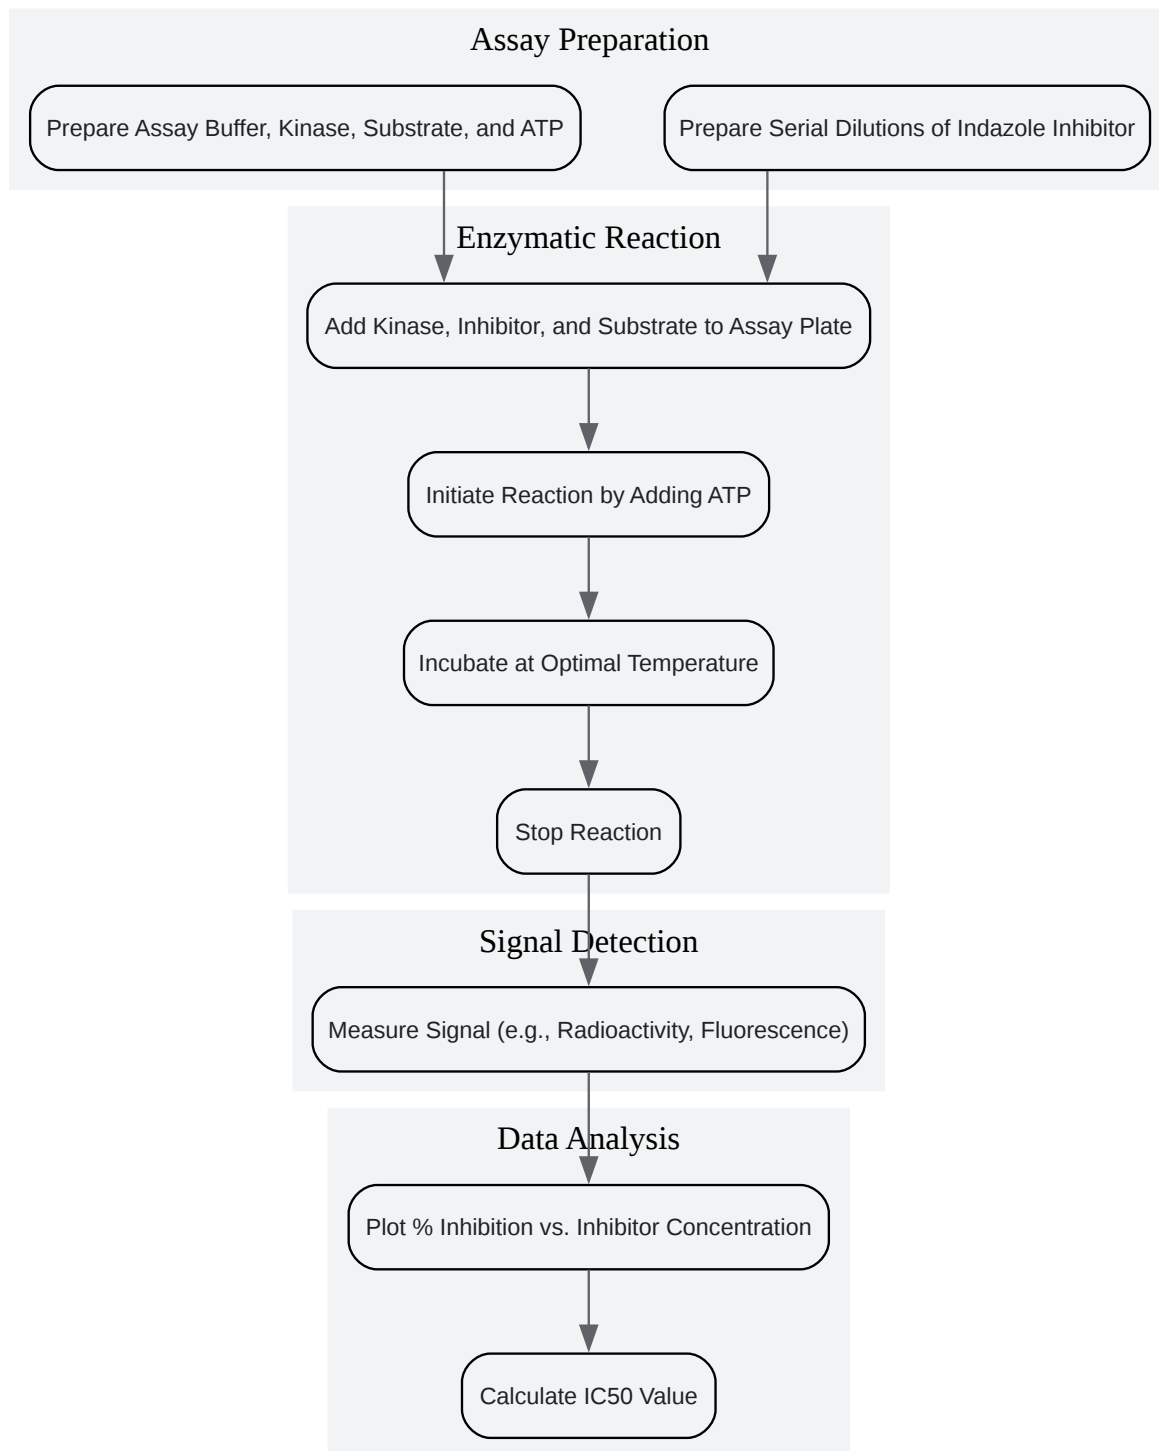 Assay Preparation
Prepare Assay Buffer, Kinase, Substrate, and ATP
Prepare Serial Dilutions of Indazole Inhibitor
Enzymatic Reaction
Add Kinase, Inhibitor, and Substrate to Assay Plate
Initiate Reaction by Adding ATP
Incubate at Optimal Temperature
Stop Reaction
Signal Detection
Measure Signal (e.g., Radioactivity, Fluorescence)
Data Analysis
Plot % Inhibition vs. Inhibitor Concentration
Calculate IC50 Value